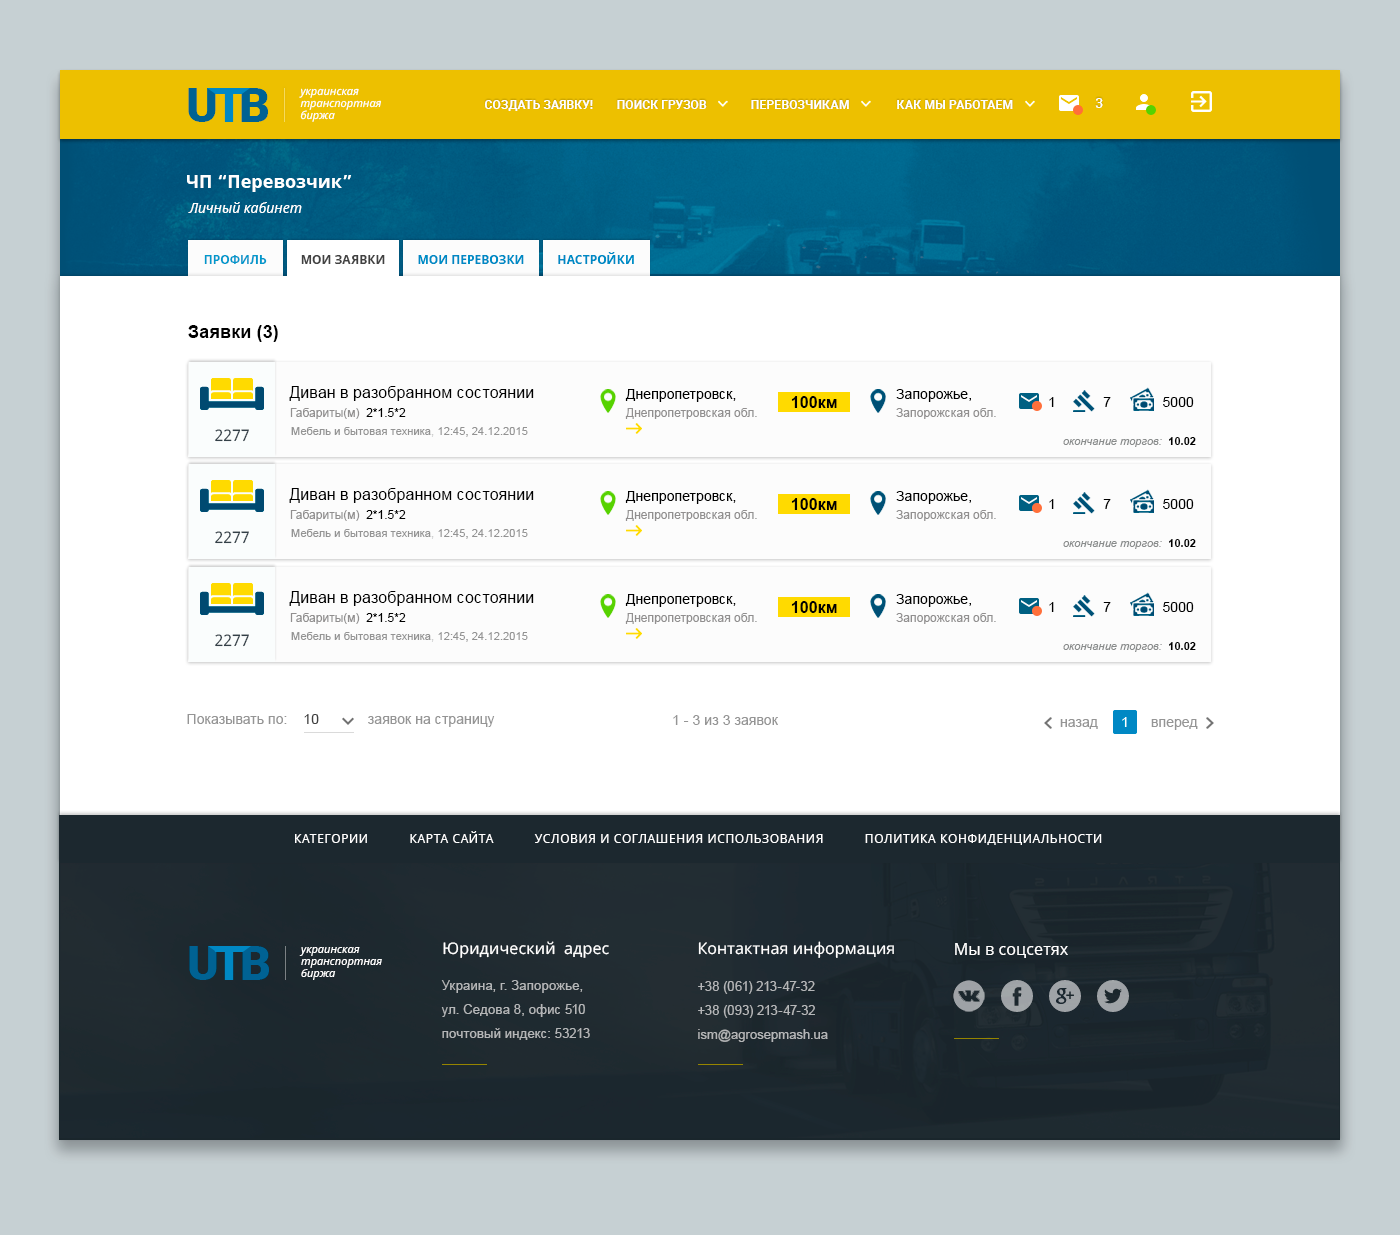 UTB
украинская
транспортная
биржа
СОЗДАТЬ ЗАЯВКУ! ПОИСК ГРУЗОВ ПЕРЕВОЗЧИКАМ КАК МЫ РАБОТАЕМ 3
ЧП “Перевозчик”
Личный кабинет
ПРОФИЛЬ МОИ ЗАЯВКИ МОИ ПЕРЕВОЗКИ НАСТРОЙКИ
Заявки (3)
Диван в разобранном состоянии Днепропетровск, 100км Запорожье, 1 7 5000
Габариты(м) 2*1.5*2 Днепропетровская обл. Запорожская обл.
2277 Мебель и бытовая техника, 12:45, 24.12.2015 окончание торгов: 10.02
Диван в разобранном состоянии Днепропетровск, 100км Запорожье, 1 7 5000
Габариты(м) 2*1.5*2 Днепропетровская обл. Запорожская обл.
2277 Мебель и бытовая техника, 12:45, 24.12.2015 окончание торгов: 10.02
Диван в разобранном состоянии Днепропетровск, 100км Запорожье, 1 7 5000
Габариты(м) 2*1.5*2 Днепропетровская обл. Запорожская обл.
2277 Мебель и бытовая техника, 12:45, 24.12.2015 окончание торгов: 10.02
Показывать по: 10 заявок на страницу 1 - 3 из 3 заявок назад 1 вперед
КАТЕГОРИИ КАРТА САЙТА УСЛОВИЯ И СОГЛАШЕНИЯ ИСПОЛЬЗОВАНИЯ ПОЛИТИКА КОНФИДЕНЦИАЛЬНОСТИ
UTB
украинская
транспортная
биржа
Юридический адрес
Украина, г. Запорожье,
ул. Седова 8, офис 510
почтовый индекс: 53213
Контактная информация
+38 (061) 213-47-32
+38 (093) 213-47-32
ism@agrosepmash.ua
Мы в соцсетях